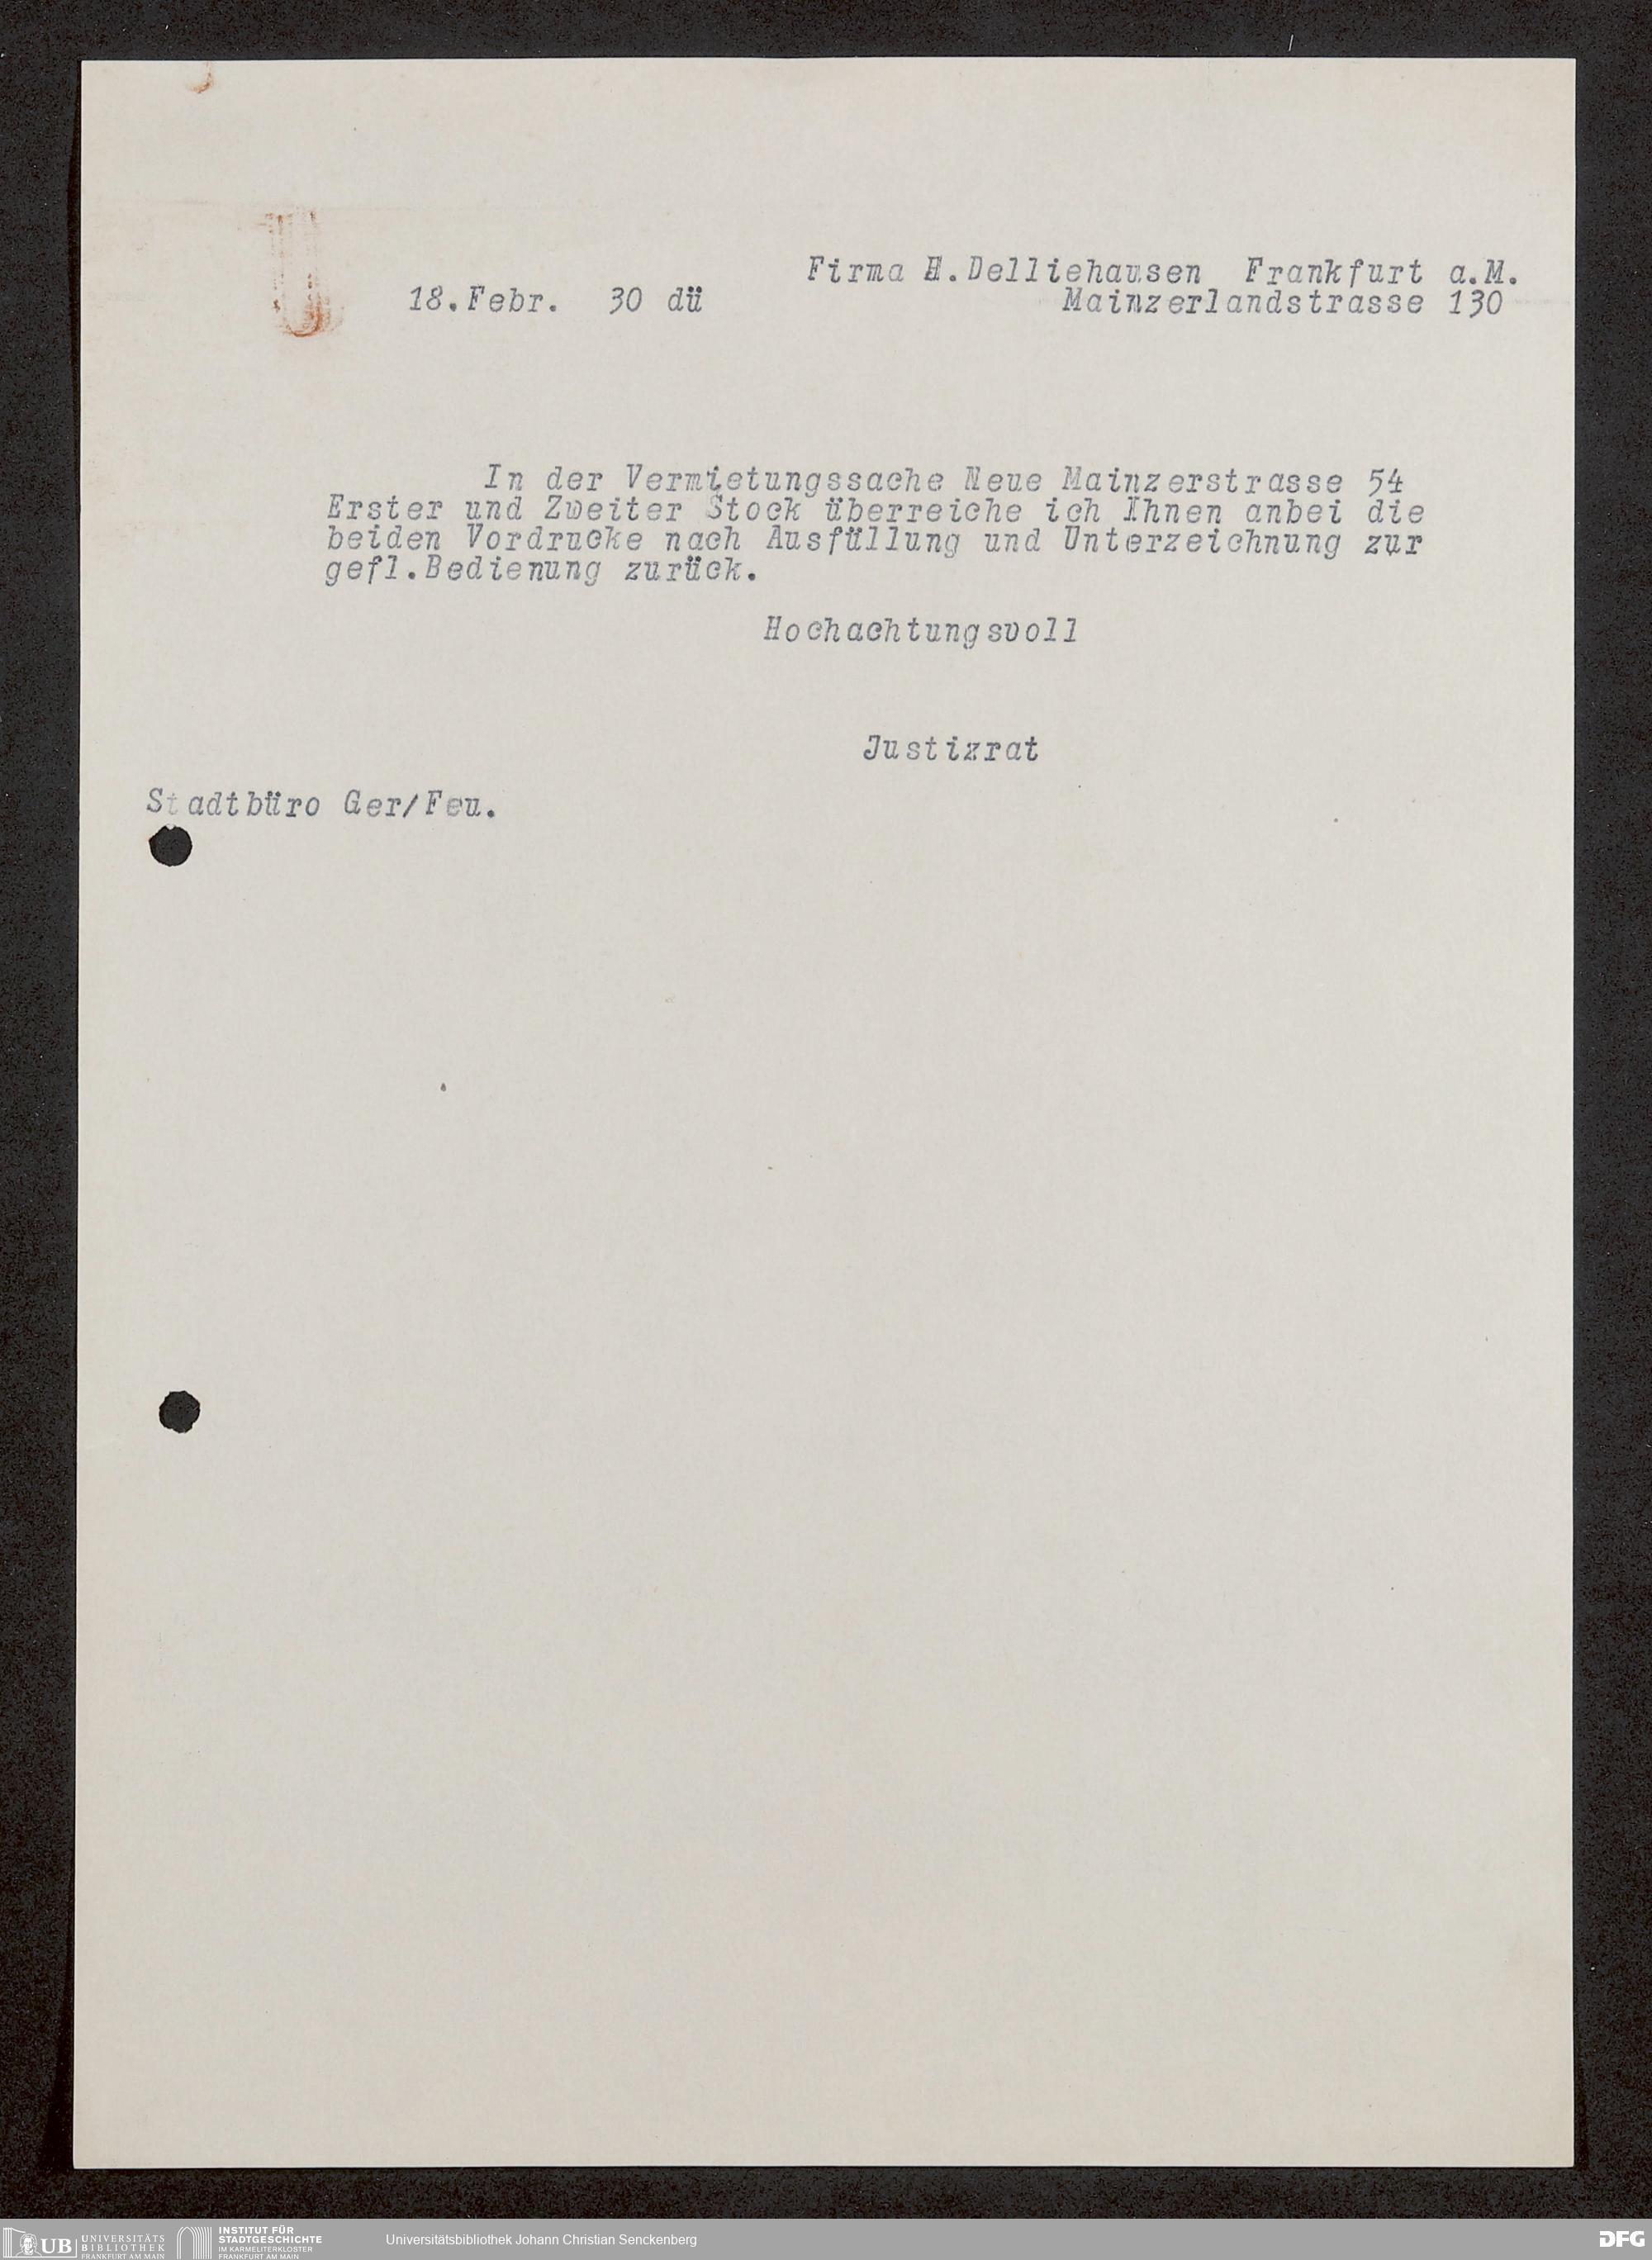 Firma H.Delliehausen Frankfurt a.M.
18.Febr. 30 dü Mainzerlandstrasse 130
In der Vermietungssache Neue Mainzerstrasse 54
Erster und Zweiter Stock überreiche ich Ihnen anbei die
beiden Vordrucke nach Ausfüllung und Unterzeichnung zur
gefl.Bedienung zurück.
Hochachtungsvoll
Justizrat
Stadtbüro Ger/Feu.
UB UNIVERSITÄTS
BIBLIOTHEK
FRANKFURT AM MAIN
INSTITUT FÜR
STADTGESCHICHTE
IM KARMELITERKLOSTER
FRANKFURT AM MAIN
Universitätsbibliothek Johann Christian Senckenberg
DFG